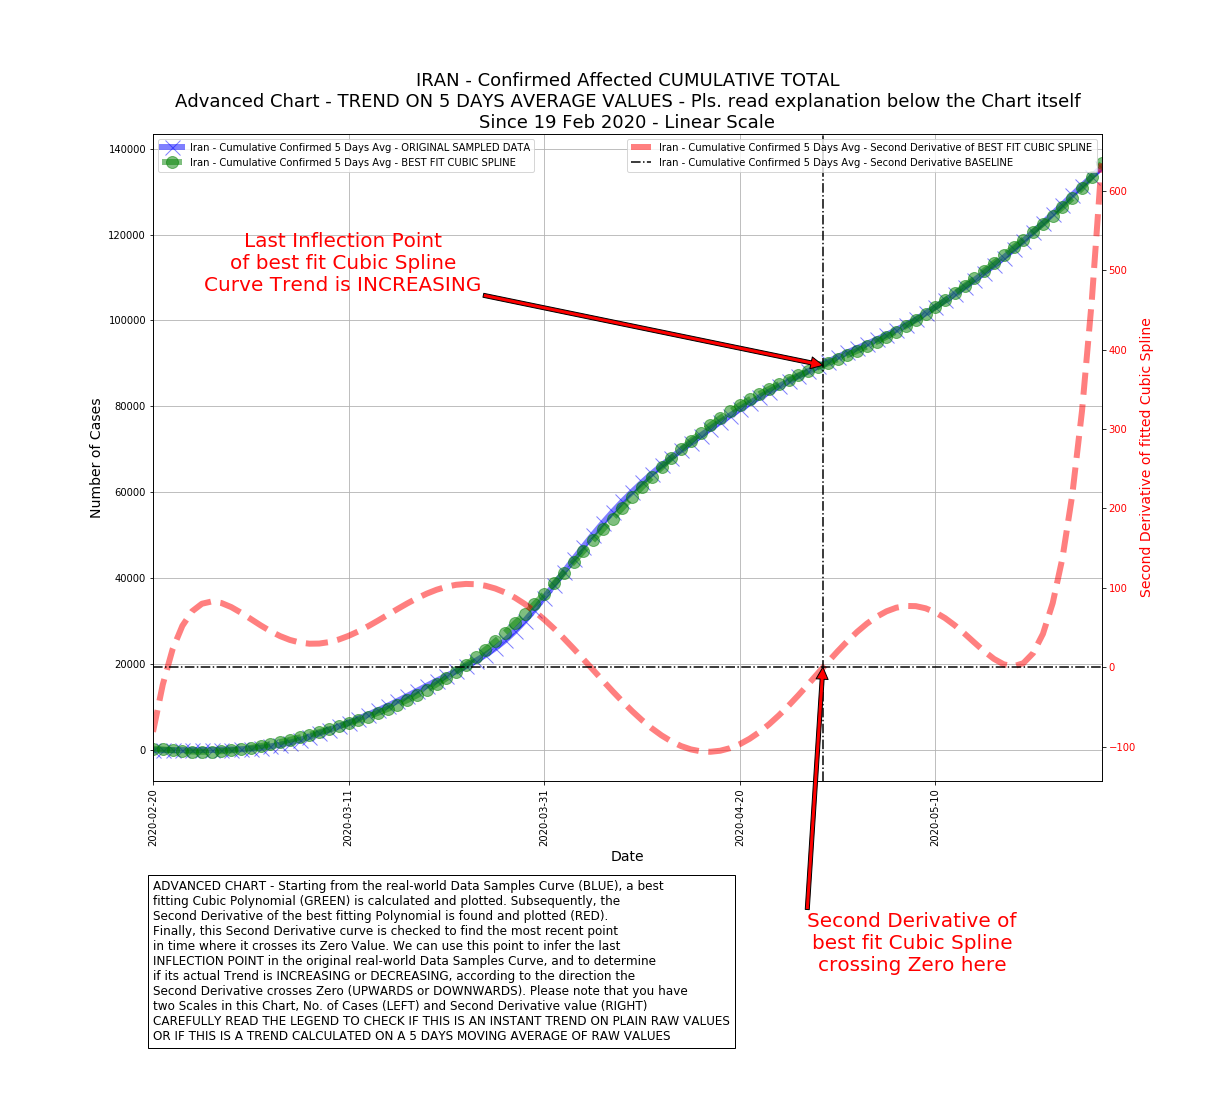 IRAN - Confirmed Affected CUMULATIVE TOTAL
Advanced Chart - TREND ON 5 DAYS AVERAGE VALUES - Pls. read explanation below the Chart itself
Since 19 Feb 2020 - Linear Scale
Iran - Cumulative Confirmed 5 Days Avg - ORIGINAL SAMPLED DATA
Iran - Cumulative Confirmed 5 Days Avg - BEST FIT CUBIC SPLINE
Iran - Cumulative Confirmed 5 Days Avg - Second Derivative of BEST FIT CUBIC SPLINE
Iran - Cumulative Confirmed 5 Days Avg - Second Derivative BASELINE
Last Inflection Point
of best fit Cubic Spline
Curve Trend is INCREASING
Number of Cases
140000
120000
100000
80000
60000
40000
20000
0
600
500
400
300
200
100
0
−100
Second Derivative of fitted Cubic Spline
2020-02-20
2020-03-11
2020-03-31
2020-04-20
2020-05-10
Date
Second Derivative of
best fit Cubic Spline
crossing Zero here
ADVANCED CHART - Starting from the real-world Data Samples Curve (BLUE), a best
fitting Cubic Polynomial (GREEN) is calculated and plotted. Subsequently, the
Second Derivative of the best fitting Polynomial is found and plotted (RED).
Finally, this Second Derivative curve is checked to find the most recent point
in time where it crosses its Zero Value. We can use this point to infer the last
INFLECTION POINT in the original real-world Data Samples Curve, and to determine
if its actual Trend is INCREASING or DECREASING, according to the direction the
Second Derivative crosses Zero (UPWARDS or DOWNWARDS). Please note that you have
two Scales in this Chart, No. of Cases (LEFT) and Second Derivative value (RIGHT)
CAREFULLY READ THE LEGEND TO CHECK IF THIS IS AN INSTANT TREND ON PLAIN RAW VALUES
OR IF THIS IS A TREND CALCULATED ON A 5 DAYS MOVING AVERAGE OF RAW VALUES